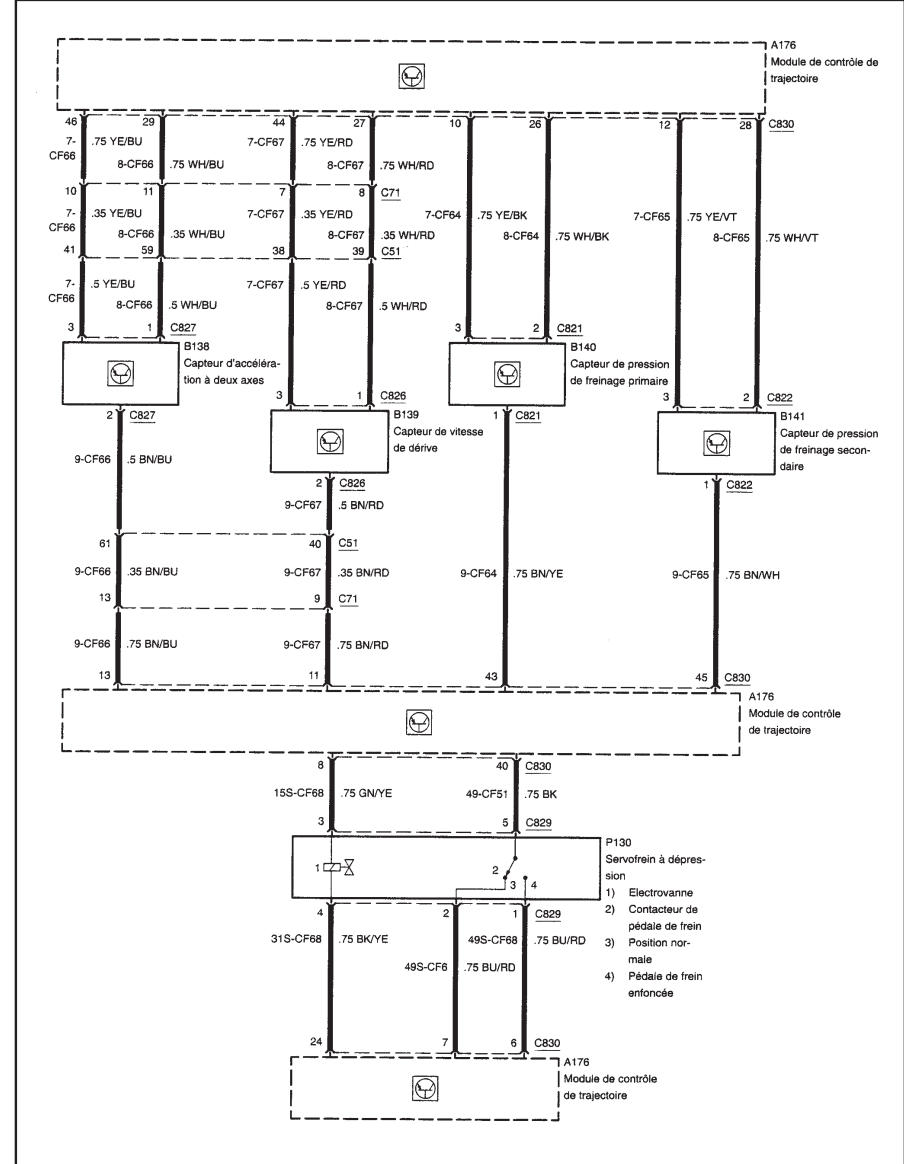 A176
Module de contrôle de
trajectoire
46 29 44 27 10 26 12 28 C830
7-CF66 .75 YE/BU
8-CF66 .75 WH/BU
7-CF67 .75 YE/RD
8-CF67 .75 WH/RD
10 11 7 8 C71
7-CF66 .35 YE/BU
8-CF66 .35 WH/BU
7-CF67 .35 YE/RD
8-CF67 .35 WH/RD
7-CF64 .75 YE/BK
8-CF64 .75 WH/BK
7-CF65 .75 YE/VT
8-CF65 .75 WH/VT
41 59 38 39 C51
7-CF66 .5 YE/BU
8-CF66 .5 WH/BU
7-CF67 .5 YE/RD
8-CF67 .5 WH/RD
3 1 C827
3 2 C821
B138
Capteur d'accéléra-
tion à deux axes
B140
Capteur de pression
de freinage primaire
3 1 C826
3 2 C822
2 C827
1 C821
B139
Capteur de vitesse
de dérive
B141
Capteur de pression
de freinage secon-
daire
9-CF66 .5 BN/BU
2 C826
1 C822
9-CF67 .5 BN/RD
61 40 C51
9-CF66 .35 BN/BU
9-CF67 .35 BN/RD
9-CF64 .75 BN/YE
9-CF65 .75 BN/WH
13 9 C71
9-CF66 .75 BN/BU
9-CF67 .75 BN/RD
13 11 43 45 C830
A176
Module de contrôle
de trajectoire
8 40 C830
15S-CF68 .75 GN/YE
49-CF51 .75 BK
3 5 C829
P130
Servofrein à dépres-
sion
1) Electrovanne
2) Contacteur de
pédale de frein
3) Position nor-
male
4) Pédale de frein
enfoncée
1 2 3 4
4 2 1 C829
31S-CF68 .75 BK/YE
49S-CF68 .75 BU/RD
49S-CF6 .75 BU/RD
24 7 6 C830
A176
Module de contrôle
de trajectoire